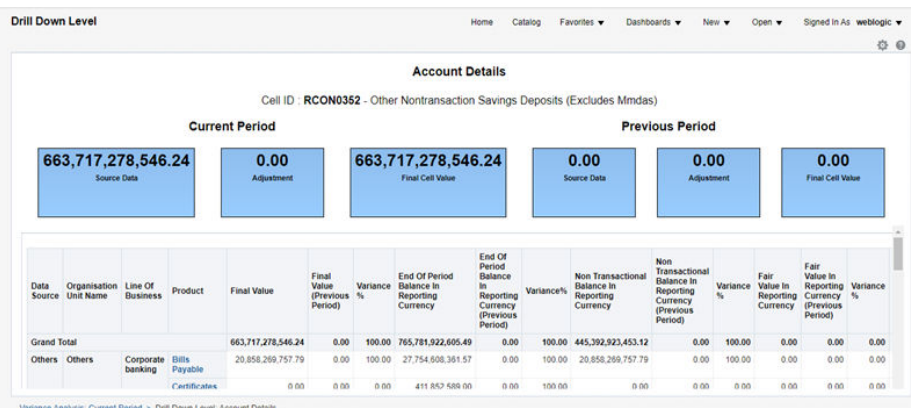 Drill Down Level
Home Catalog Favorites ▼ Dashboards ▼ New ▼ Open ▼ Signed In As weblogic ▼
Account Details
Cell ID : RCON0352 - Other Nontransaction Savings Deposits (Excludes Mmdas)
Current Period
Previous Period
663,717,278,546.24
Source Data
0.00
Adjustment
663,717,278,546.24
Final Cell Value
0.00
Source Data
0.00
Adjustment
0.00
Final Cell Value
Data Source
Organisation Unit Name
Line Of Business
Product
Final Value
Final Value (Previous Period)
Variance %
End Of Period Balance In Reporting Currency
End Of Period Balance In Reporting Currency (Previous Period)
Variance%
Non Transactional Balance In Reporting Currency
Non Transactional Balance In Reporting Currency (Previous Period)
Variance %
Fair Value In Reporting Currency
Fair Value In Reporting Currency (Previous Period)
Variance %
Grand Total 663,717,278,546.24 0.00 100.00 765,781,922,605.49 0.00 100.00 445,392,923,453.12 0.00 100.00 0.00 0.00 0.00
Others Others Corporate banking Bills Payable 20,858,269,757.79 0.00 100.00 27,754,608,361.57 0.00 100.00 20,858,269,757.79 0.00 100.00 0.00 0.00 0.00
Certificates 0.00 0.00 0.00 411,852,589.00 0.00 100.00 0.00 0.00 0.00 0.00 0.00 0.00
Variance Analysis: Current Period > Drill Down Level: Account Details